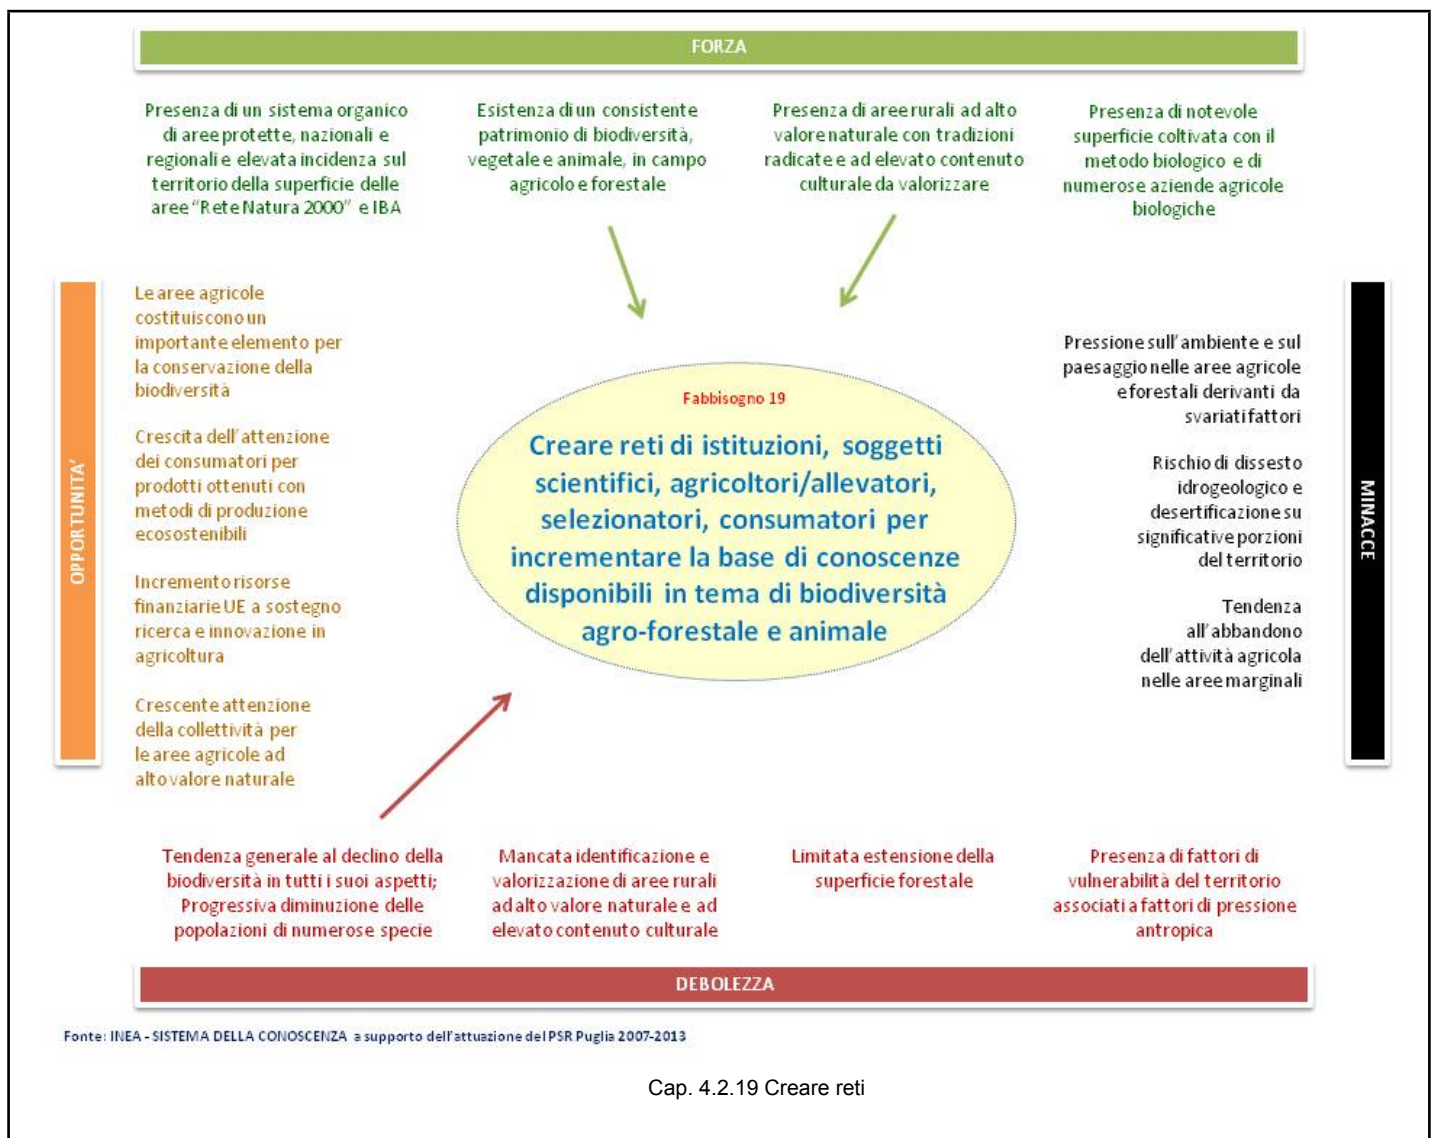 FORZA
Presenza di un sistema organico
di aree protette, nazionali e
regionali e elevata incidenza sul
territorio della superficie delle
aree “Rete Natura 2000” e IBA
Esistenza di un consistente
patrimonio di biodiversità,
vegetale e animale, in campo
agricolo e forestale
Presenza di aree rurali ad alto
valore naturale con tradizioni
radicate e ad elevato contenuto
culturale da valorizzare
Presenza di notevole
superficie coltivata con il
metodo biologico e di
numerose aziende agricole
biologiche
OPPORTUNITA’
Le aree agricole
costituiscono un
importante elemento per
la conservazione della
biodiversità
Crescita dell’attenzione
dei consumatori per
prodotti ottenuti con
metodi di produzione
ecosostenibili
Incremento risorse
finanziarie UE a sostegno
ricerca e innovazione in
agricoltura
Crescente attenzione
della collettività per
le aree agricole ad
alto valore naturale
Fabbisogno 19
Creare reti di istituzioni, soggetti
scientifici, agricoltori/allevatori,
selezionatori, consumatori per
incrementare la base di conoscenze
disponibili in tema di biodiversità
agro-forestale e animale
Pressione sull’ambiente e sul
paesaggio nelle aree agricole
e forestali derivanti da
svariati fattori
Rischio di dissesto
idrogeologico e
desertificazione su
significative porzioni
del territorio
Tendenza
all’abbandono
dell’attività agricola
nelle aree marginali
MINACCE
Tendenza generale al declino della
biodiversità in tutti i suoi aspetti;
Progressiva diminuzione delle
popolazioni di numerose specie
Mancata identificazione e
valorizzazione di aree rurali
ad alto valore naturale e ad
elevato contenuto culturale
Limitata estensione della
superficie forestale
Presenza di fattori di
vulnerabilità del territorio
associati a fattori di pressione
antropica
DEBOLEZZA
Fonte: INEA - SISTEMA DELLA CONOSCENZA a supporto dell’attuazione del PSR Puglia 2007-2013
Cap. 4.2.19 Creare reti